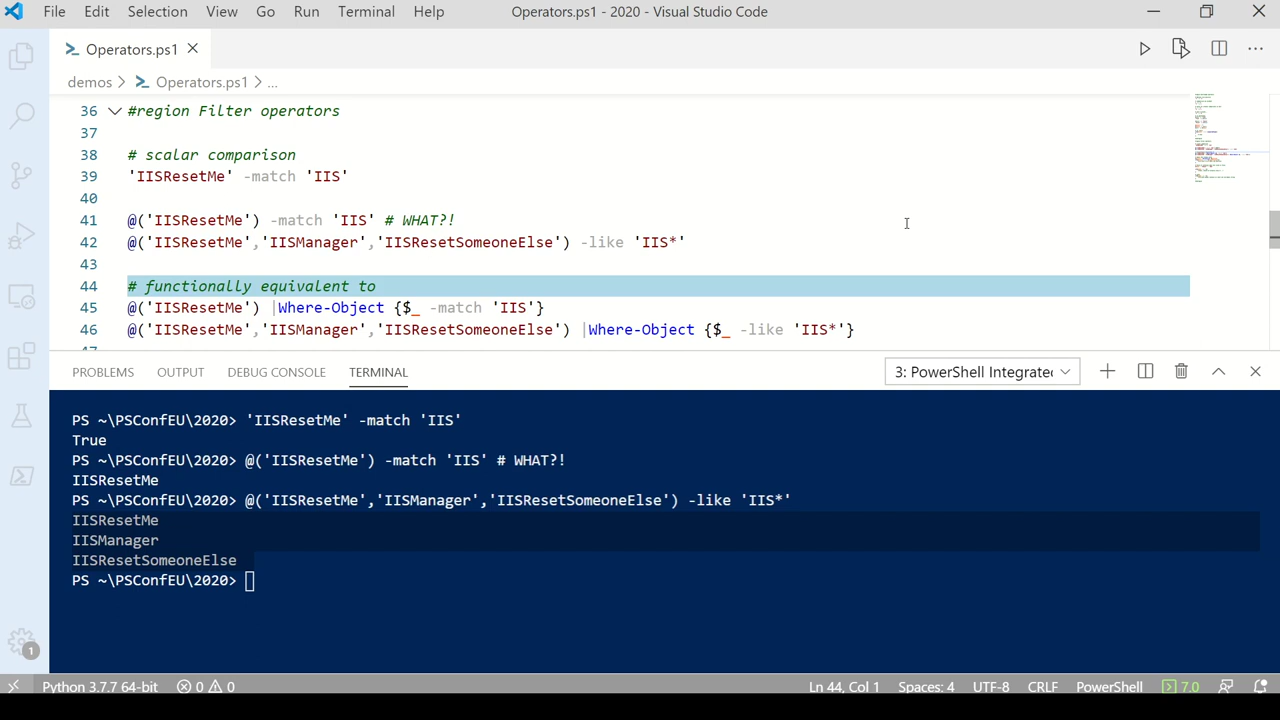 File Edit Selection View Go Run Terminal Help Operators.ps1 - 2020 - Visual Studio Code
Operators.ps1
demos > Operators.ps1 > ...
36 #region Filter operators
37
38 # scalar comparison
39 'IISResetMe' -match 'IIS'
40
41 @('IISResetMe') -match 'IIS' # WHAT?!
42 @('IISResetMe','IISManager','IISResetSomeoneElse') -like 'IIS*'
43
44 # functionally equivalent to
45 @('IISResetMe') |Where-Object {$_ -match 'IIS'}
46 @('IISResetMe','IISManager','IISResetSomeoneElse') |Where-Object {$_ -like 'IIS*'}
47
PROBLEMS OUTPUT DEBUG CONSOLE TERMINAL 3: PowerShell Integrate
PS ~\PSConfEU\2020> 'IISResetMe' -match 'IIS'
True
PS ~\PSConfEU\2020> @('IISResetMe') -match 'IIS' # WHAT?!
IISResetMe
PS ~\PSConfEU\2020> @('IISResetMe','IISManager','IISResetSomeoneElse') -like 'IIS*'
IISResetMe
IISManager
IISResetSomeoneElse
PS ~\PSConfEU\2020>
1
Python 3.7.7 64-bit 0 0 Ln 44, Col 1 Spaces: 4 UTF-8 CRLF PowerShell 7.0